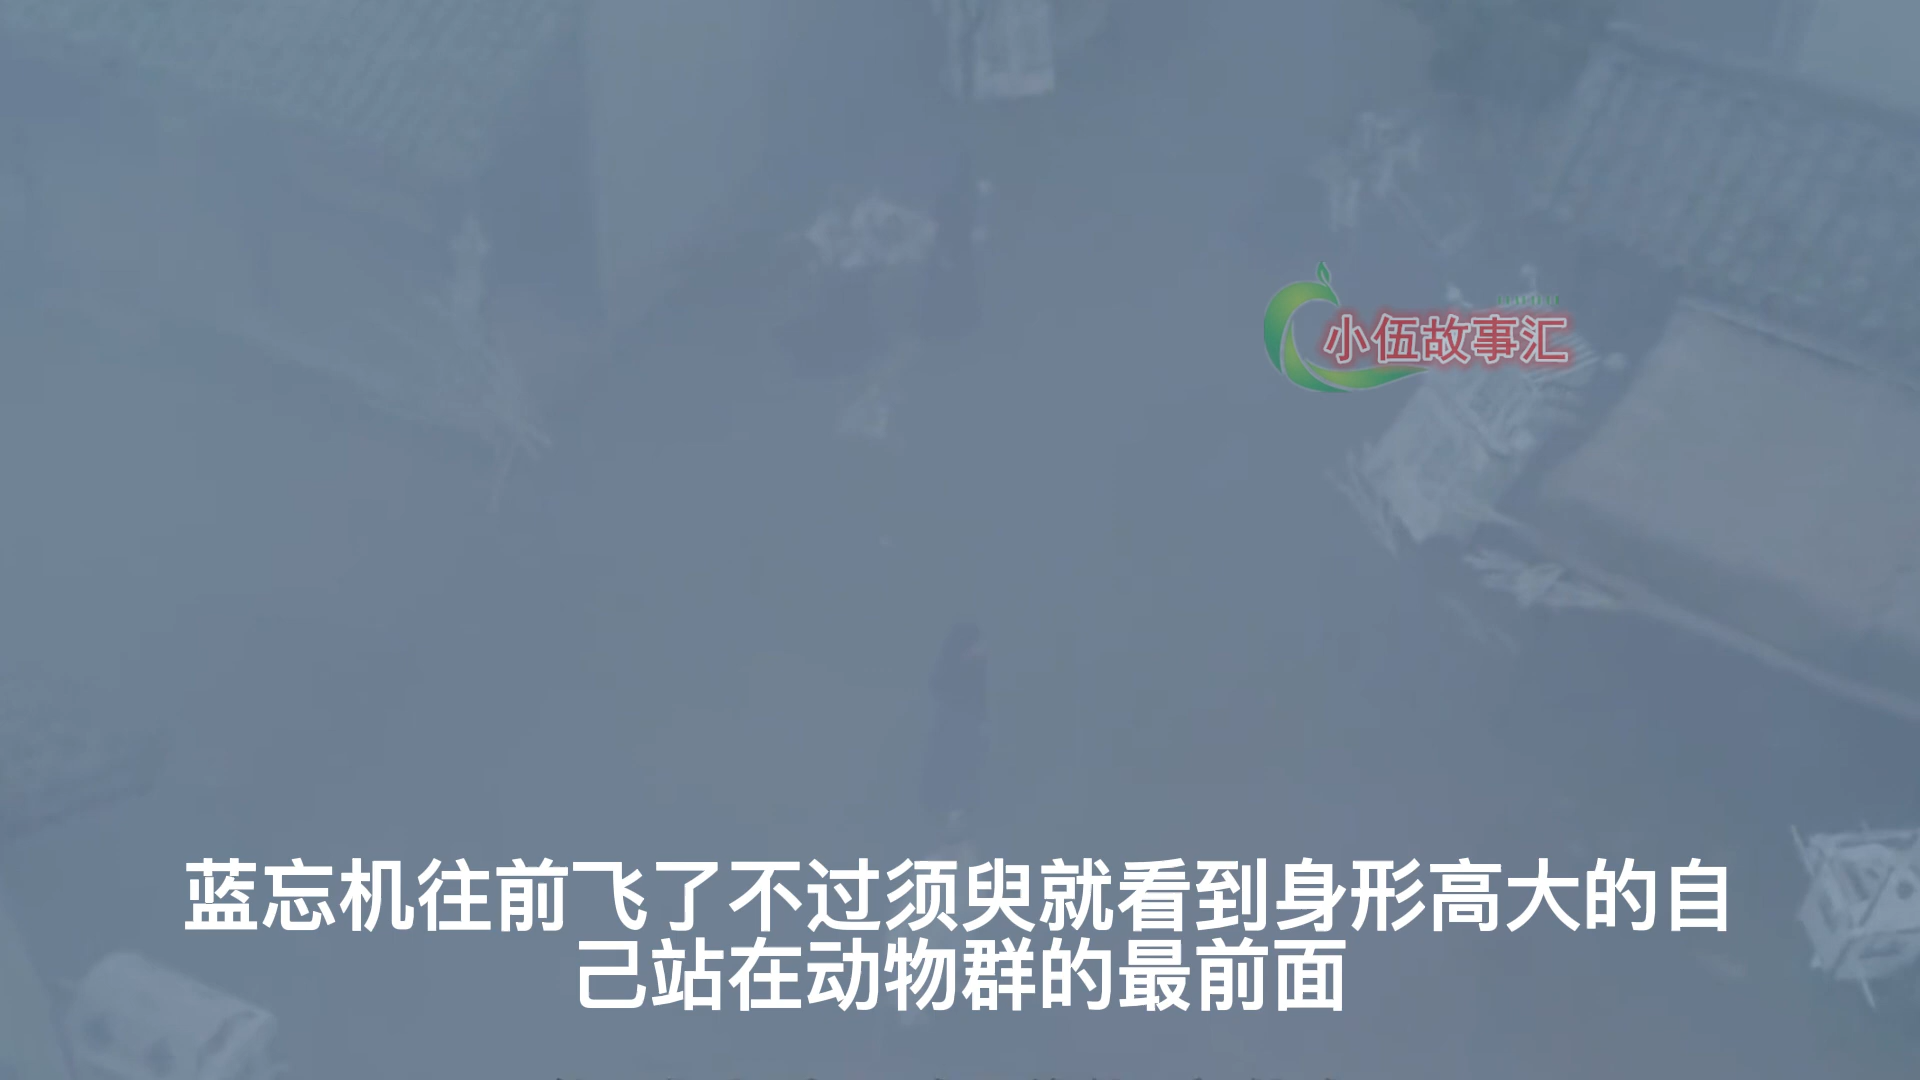 小伍故事汇
蓝忘机往前飞了不过须臾就看到身形高大的自
己站在动物群的最前面